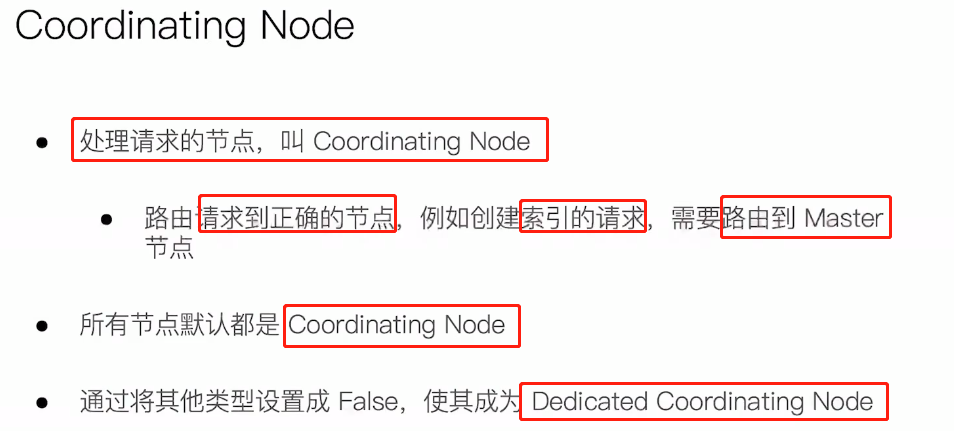 Coordinating Node
处理请求的节点，叫 Coordinating Node
路由请求到正确的节点，例如创建索引的请求，需要路由到 Master
节点
所有节点默认都是 Coordinating Node
通过将其他类型设置成 False，使其成为 Dedicated Coordinating Node